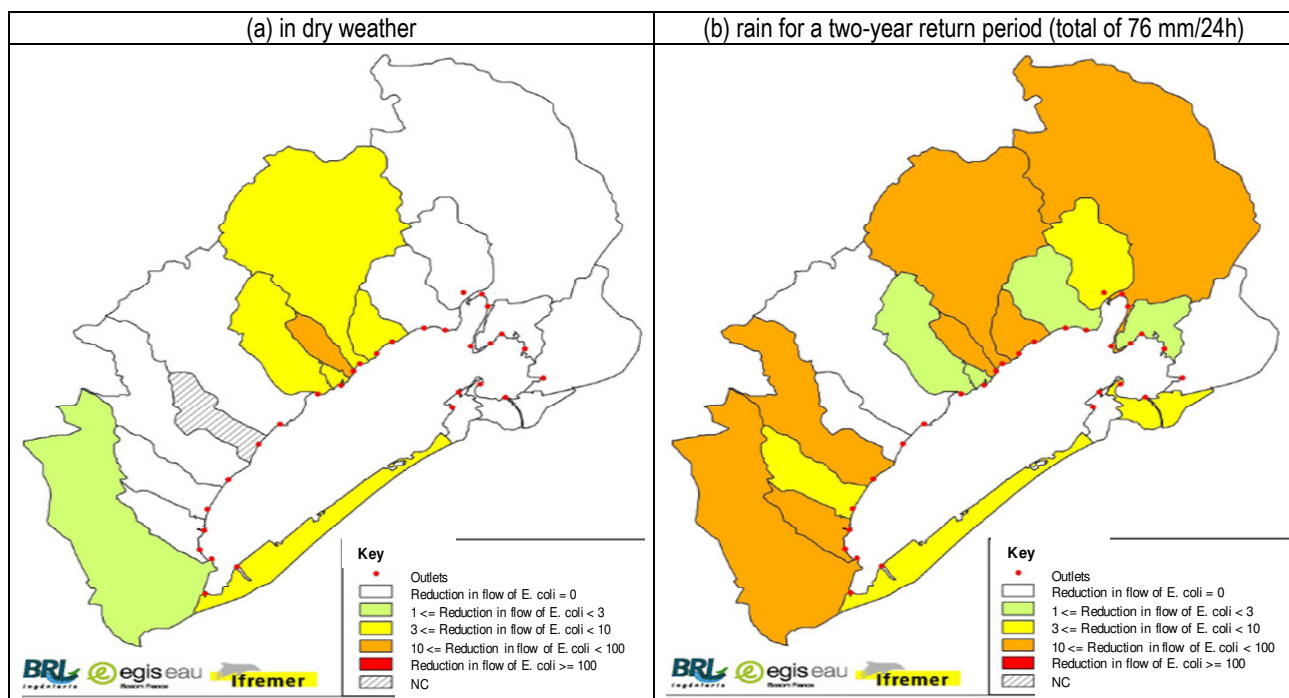 (a) in dry weather
(b) rain for a two-year return period (total of 76 mm/24h)
Key
Outlets
Reduction in flow of E. coli = 0
1 <= Reduction in flow of E. coli < 3
3 <= Reduction in flow of E. coli < 10
10 <= Reduction in flow of E. coli < 100
Reduction in flow of E. coli >= 100
NC
BRL
Ingénierie
e egis eau
Ifremer
Key
Outlets
Reduction in flow of E. coli = 0
1 <= Reduction in flow of E. coli < 3
3 <= Reduction in flow of E. coli < 10
10 <= Reduction in flow of E. coli < 100
Reduction in flow of E. coli >= 100
NC
BRL
Ingénierie
e egis eau
Ifremer